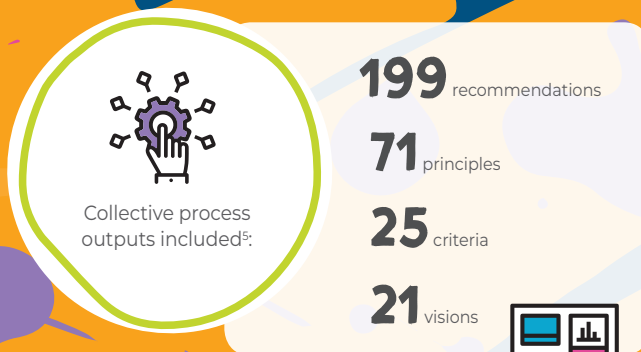 Collective process
outputs included⁵:
199 recommendations
71 principles
25 criteria
21 visions